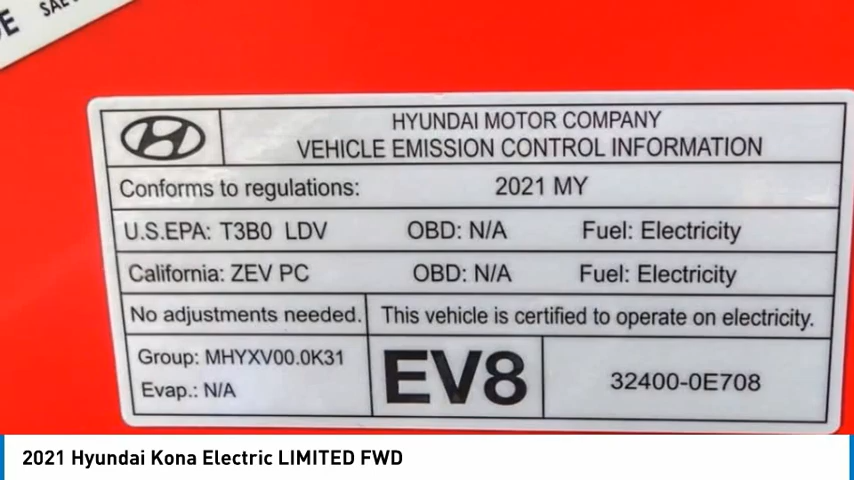 HYUNDAI MOTOR COMPANY
VEHICLE EMISSION CONTROL INFORMATION
Conforms to regulations: 2021 MY
U.S.EPA: T3B0 LDV OBD: N/A Fuel: Electricity
California: ZEV PC OBD: N/A Fuel: Electricity
No adjustments needed. This vehicle is certified to operate on electricity.
Group: MHYXV00.0K31
Evap.: N/A
EV8
32400-0E708
2021 Hyundai Kona Electric LIMITED FWD